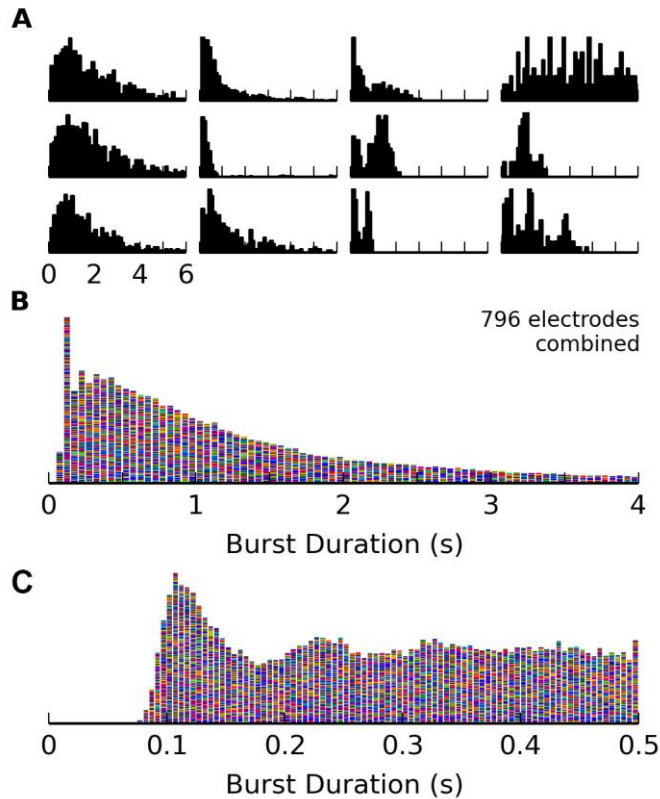 A
0 2 4 6
B
796 electrodes
combined
0 1 2 3 4
Burst Duration (s)
C
0 0.1 0.2 0.3 0.4 0.5
Burst Duration (s)